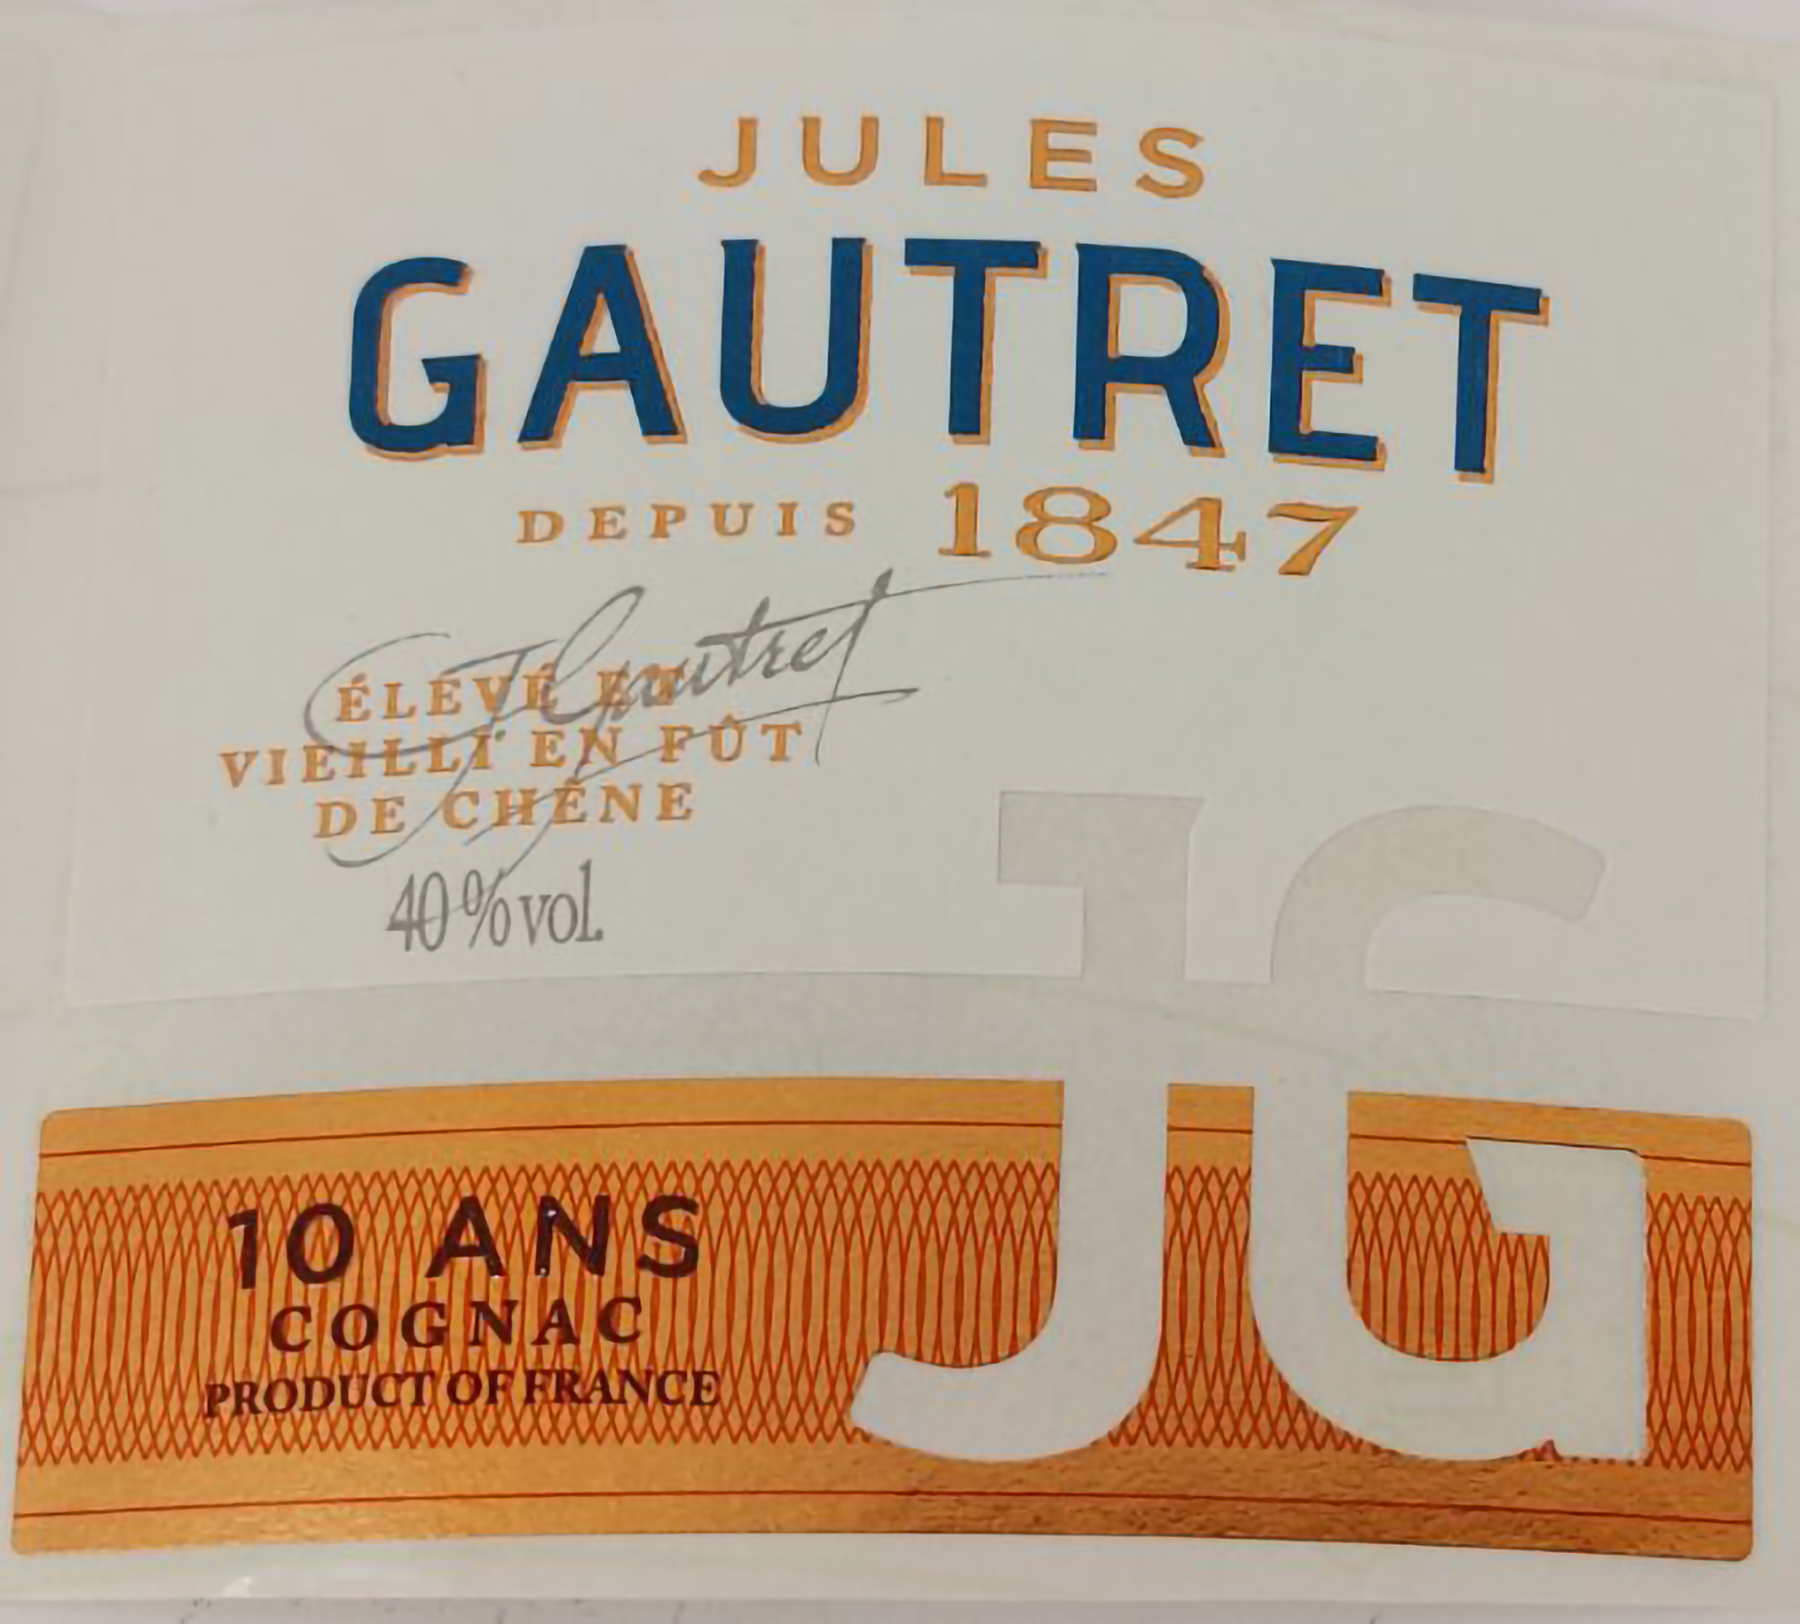 JULES
GAUTRET
DEPUIS 1847
JGautret
ÉLEVÉ ET
VIEILLI EN FÛT
DE CHÊNE
40% vol.
JG
10 ANS
COGNAC
PRODUCT OF FRANCE